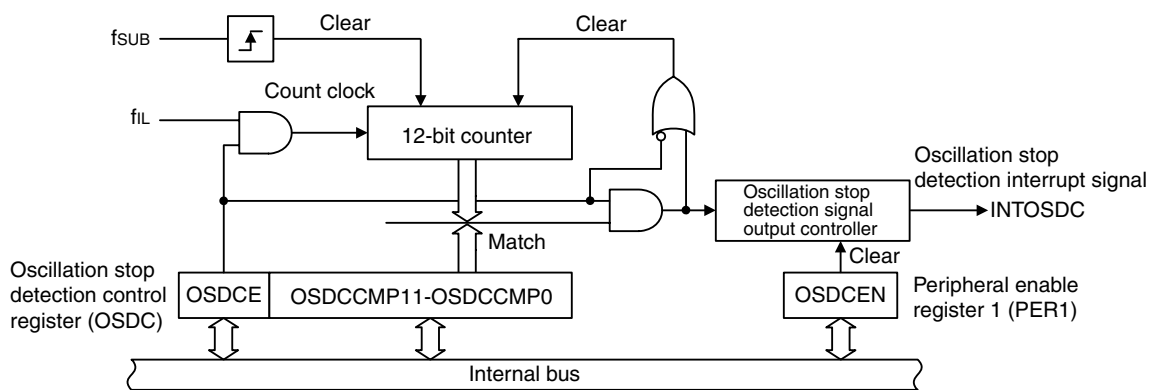 fSUB
Clear
Clear
Count clock
fIL
12-bit counter
Oscillation stop
detection interrupt signal
Oscillation stop
detection signal
output controller
INTOSDC
Match
Clear
Oscillation stop
detection control
register (OSDC)
OSDCE
OSDCCMP11-OSDCCMP0
OSDCEN
Peripheral enable
register 1 (PER1)
Internal bus